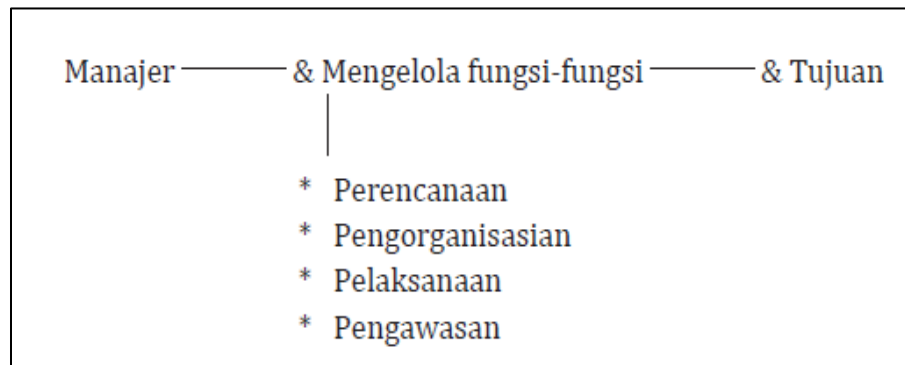 Manajer & Mengelola fungsi-fungsi & Tujuan
* Perencanaan
* Pengorganisasian
* Pelaksanaan
* Pengawasan